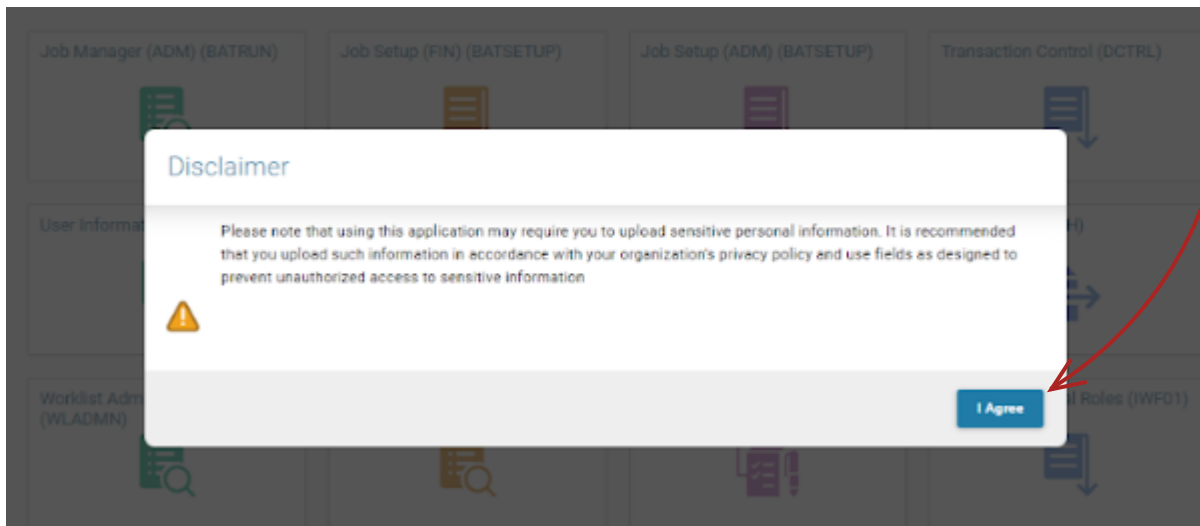 Job Manager (ADM) (BATRUN)
Job Setup (FIN) (BATSETUP)
Job Setup (ADM) (BATSETUP)
Transaction Control (DCTRL)
Disclaimer
User Informat
H)
Please note that using this application may require you to upload sensitive personal information. It is recommended
that you upload such information in accordance with your organization's privacy policy and use fields as designed to
prevent unauthorized access to sensitive information
Worklist Adm
(WLADMN)
I Agree
al Roles (IWF01)